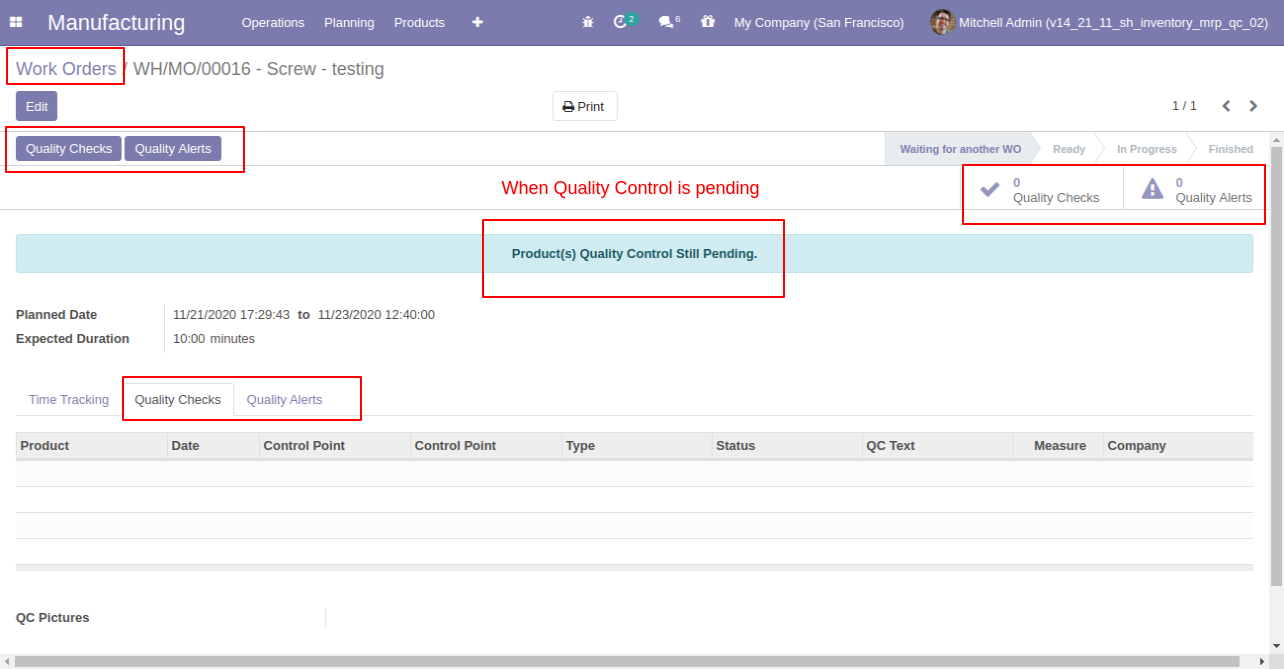 Manufacturing Operations Planning Products 2 6 My Company (San Francisco) Mitchell Admin (v14_21_11_sh_inventory_mrp_qc_02)
Work Orders / WH/MO/00016 - Screw - testing
Edit Print 1 / 1
Quality Checks Quality Alerts Waiting for another WO Ready In Progress Finished
When Quality Control is pending
0 Quality Checks
0 Quality Alerts
Product(s) Quality Control Still Pending.
Planned Date 11/21/2020 17:29:43 to 11/23/2020 12:40:00
Expected Duration 10:00 minutes
Time Tracking Quality Checks Quality Alerts
Product Date Control Point Control Point Type Status QC Text Measure Company
QC Pictures